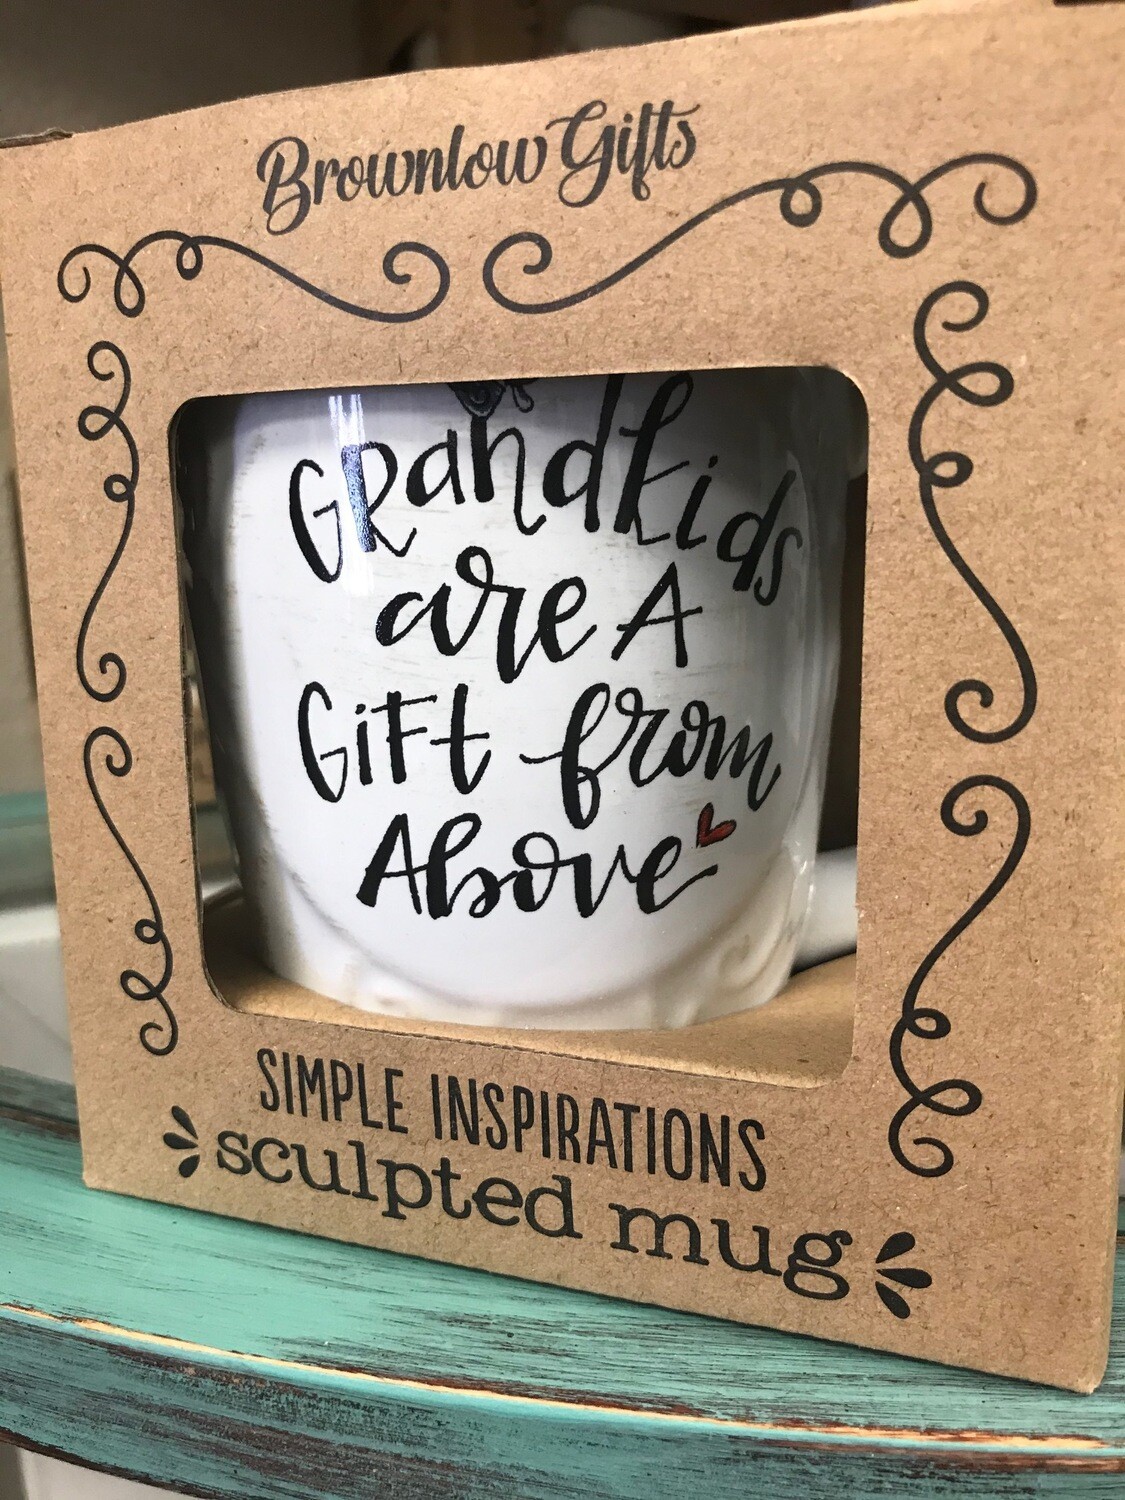 Brownlow Gifts
GRandKids
are A
GiFt from
Above
SIMPLE INSPIRATIONS
sculpted mug